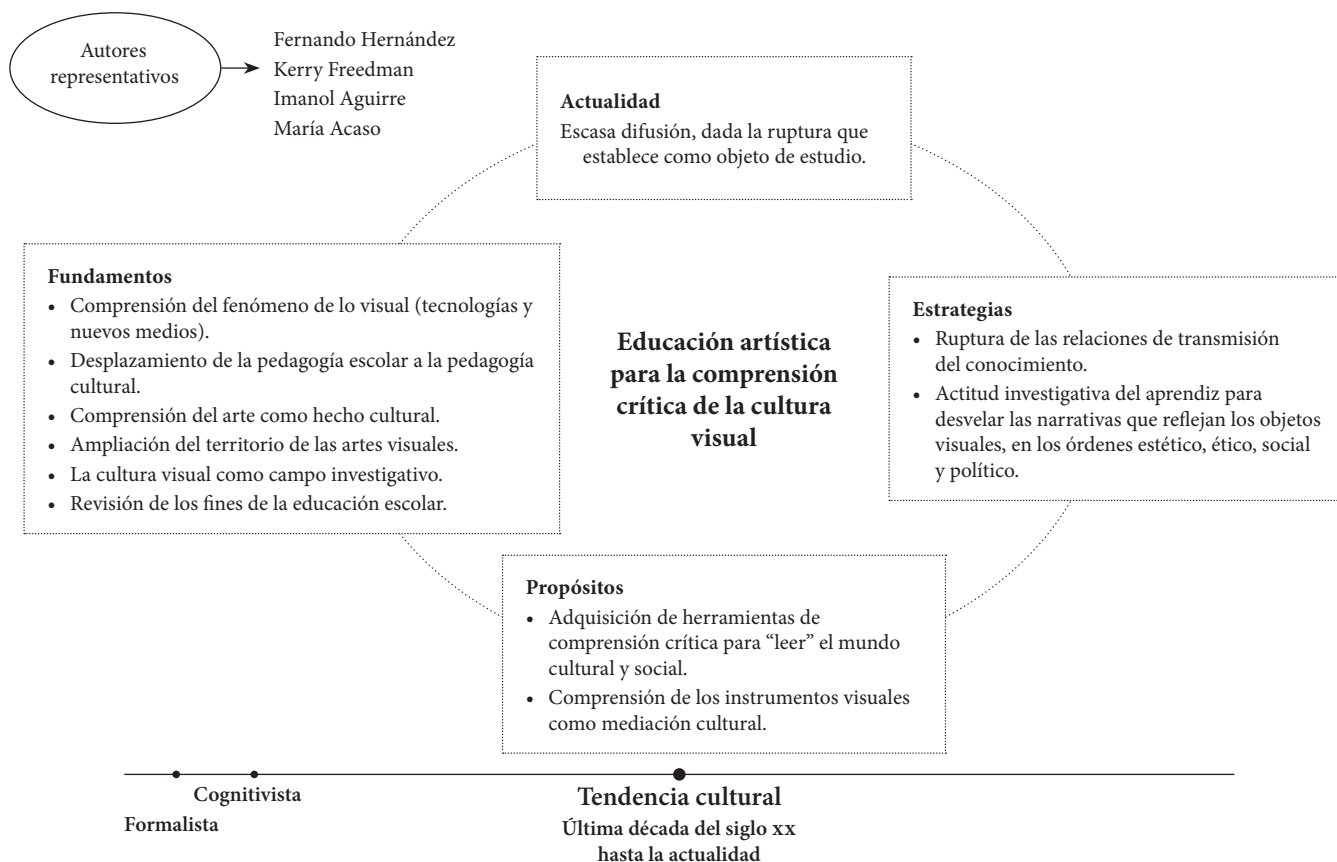 Autores
representativos
Fernando Hernández
Kerry Freedman
Imanol Aguirre
María Acaso
Actualidad
Escasa difusión, dada la ruptura que
establece como objeto de estudio.
Fundamentos
• Comprensión del fenómeno de lo visual (tecnologías y
nuevos medios).
• Desplazamiento de la pedagogía escolar a la pedagogía
cultural.
• Comprensión del arte como hecho cultural.
• Ampliación del territorio de las artes visuales.
• La cultura visual como campo investigativo.
• Revisión de los fines de la educación escolar.
Educación artística
para la comprensión
crítica de la cultura
visual
Estrategias
• Ruptura de las relaciones de transmisión
del conocimiento.
• Actitud investigativa del aprendiz para
desvelar las narrativas que reflejan los objetos
visuales, en los órdenes estético, ético, social
y político.
Propósitos
• Adquisición de herramientas de
comprensión crítica para “leer” el mundo
cultural y social.
• Comprensión de los instrumentos visuales
como mediación cultural.
Cognitivista
Formalista
Tendencia cultural
Última década del siglo xx
hasta la actualidad